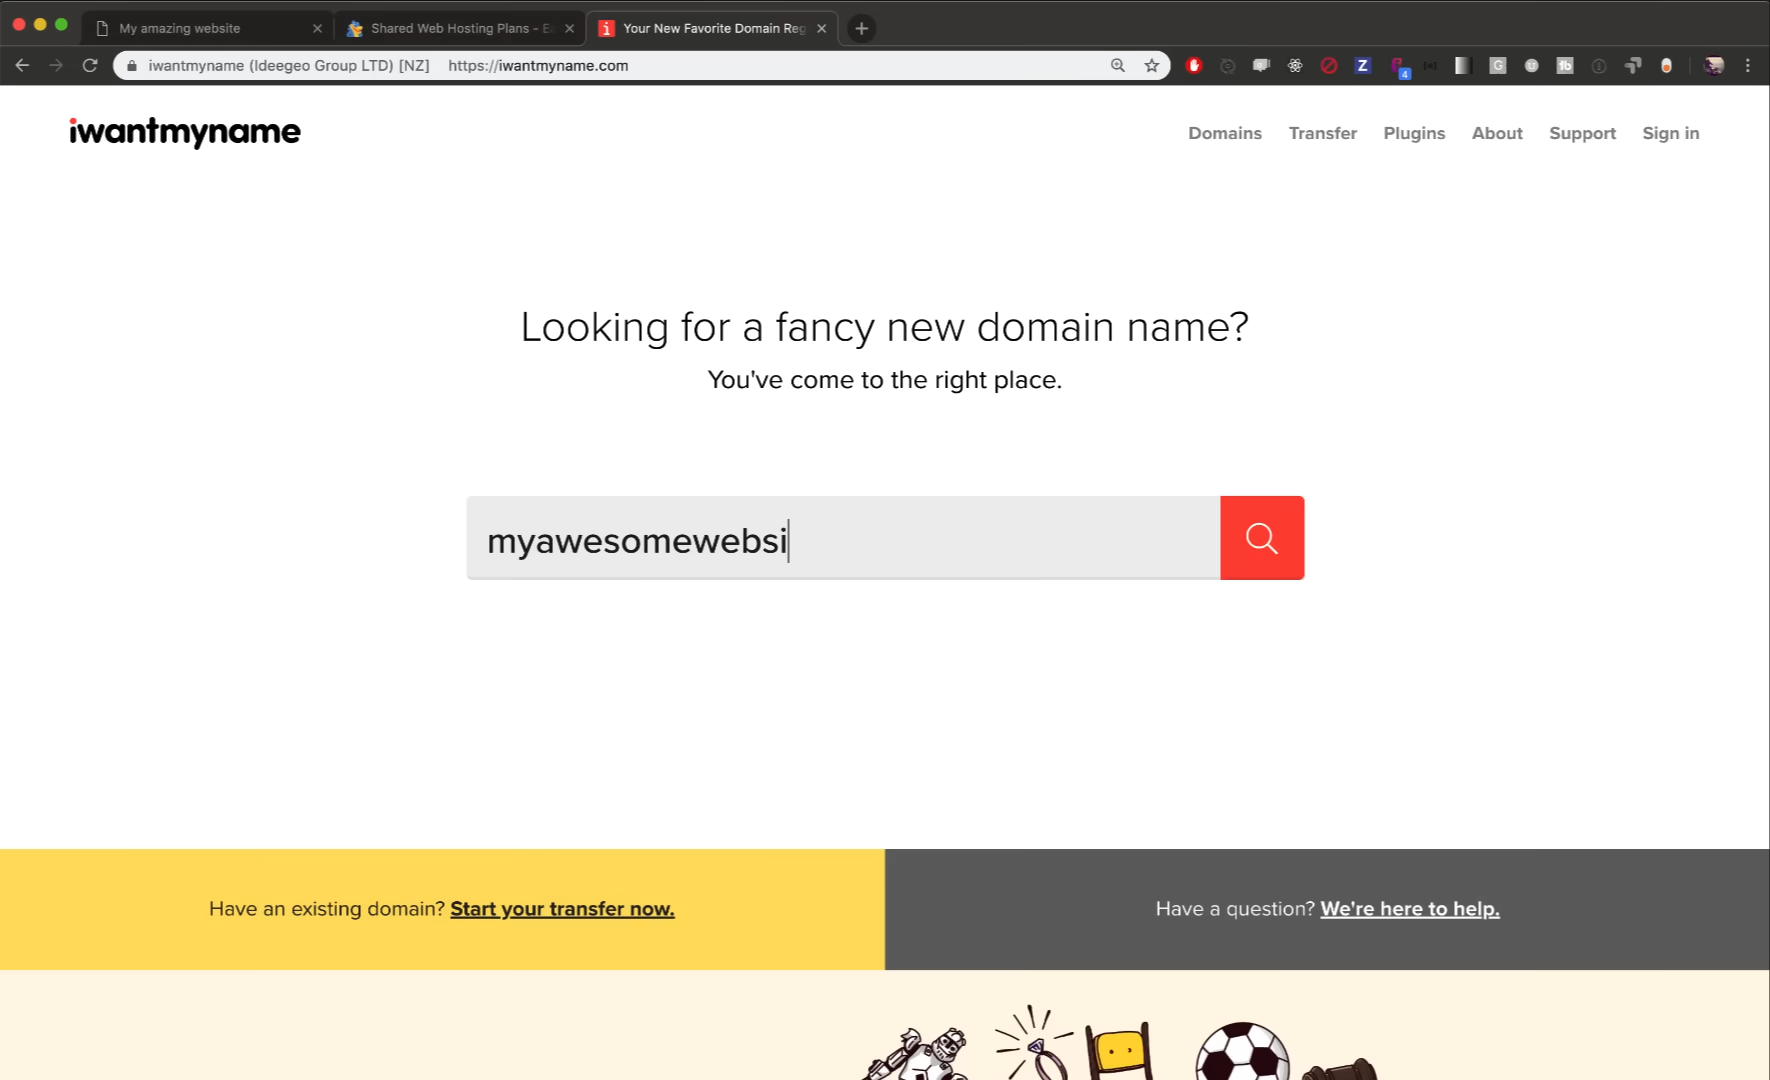 My amazing website
Shared Web Hosting Plans - Ea
Your New Favorite Domain Reg
iwantmyname (Ideegeo Group LTD) [NZ] https://iwantmyname.com
Z
4
G
tb
iwantmyname
Domains Transfer Plugins About Support Sign in
Looking for a fancy new domain name?
You've come to the right place.
myawesomewebsi
Have an existing domain? Start your transfer now.
Have a question? We're here to help.